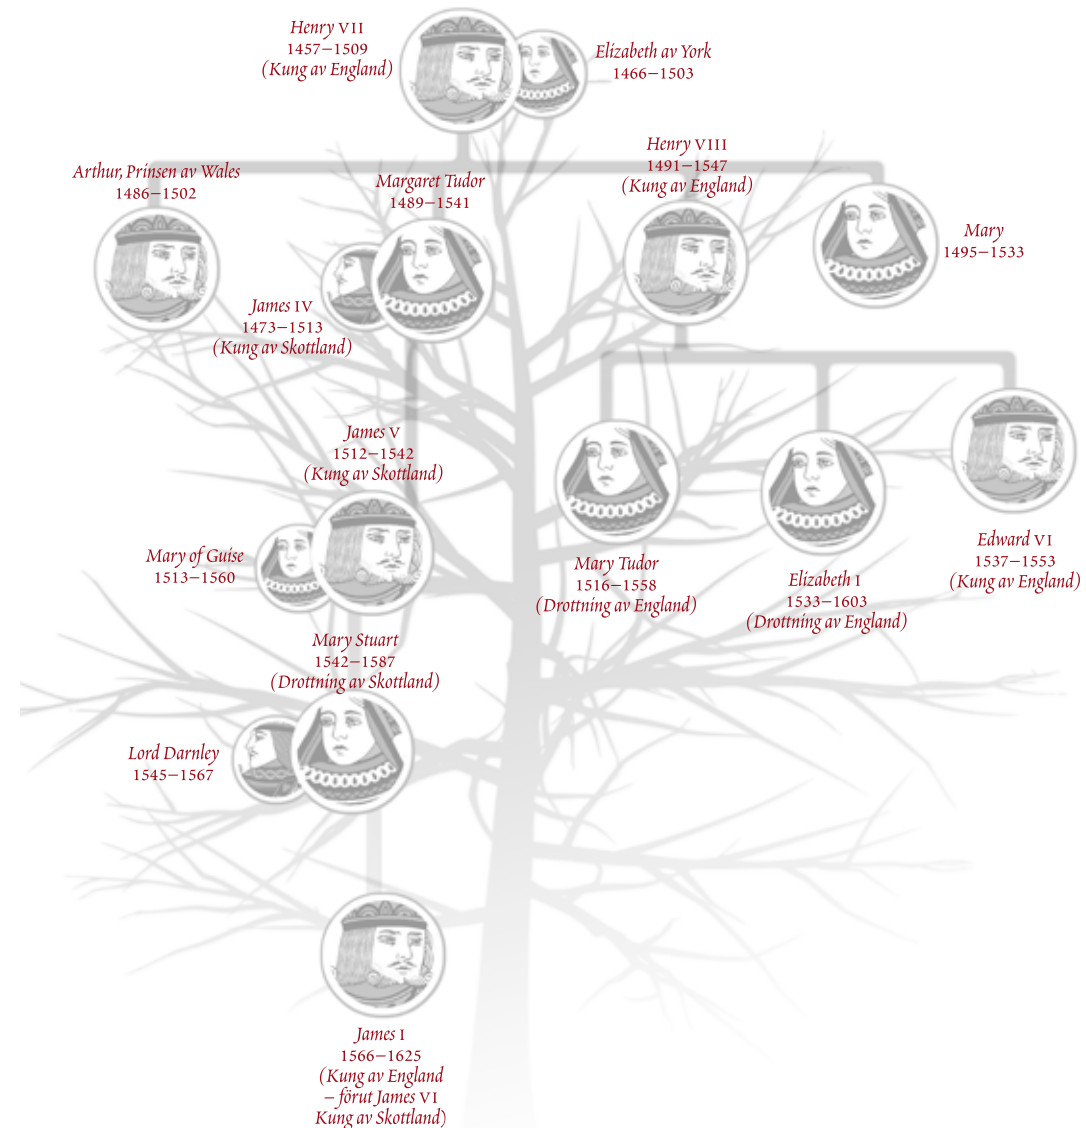 Henry VII
1457–1509
(Kung av England)
Elizabeth av York
1466–1503
Arthur, Prinsen av Wales
1486–1502
Margaret Tudor
1489–1541
Henry VIII
1491–1547
(Kung av England)
Mary
1495–1533
James IV
1473–1513
(Kung av Skottland)
James V
1512–1542
(Kung av Skottland)
Mary of Guise
1513–1560
Mary Tudor
1516–1558
(Drottning av England)
Elizabeth I
1533–1603
(Drottning av England)
Edward VI
1537–1553
(Kung av England)
Mary Stuart
1542–1587
(Drottning av Skottland)
Lord Darnley
1545–1567
James I
1566–1625
(Kung av England
– förut James VI
Kung av Skottland)